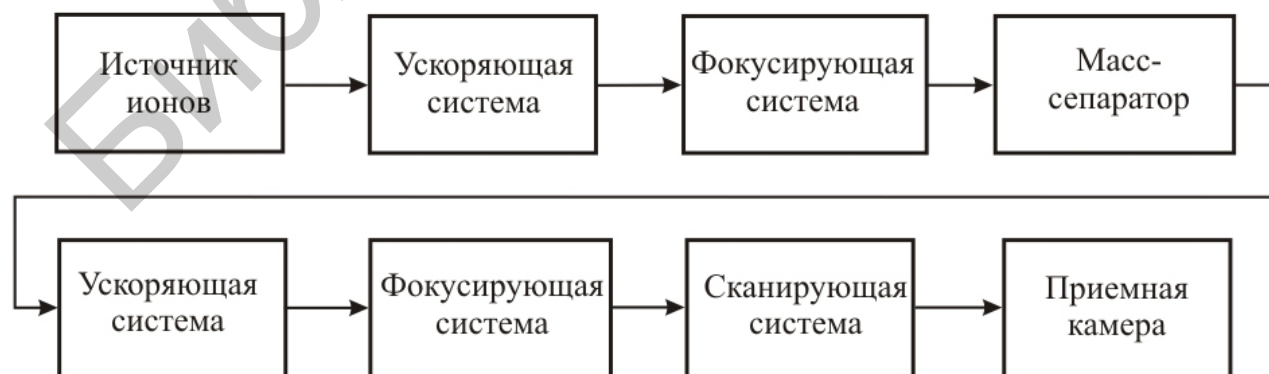 Источник
ионов
Ускоряющая
система
Фокусирующая
система
Масс-
сепаратор
Ускоряющая
система
Фокусирующая
система
Сканирующая
система
Приемная
камера